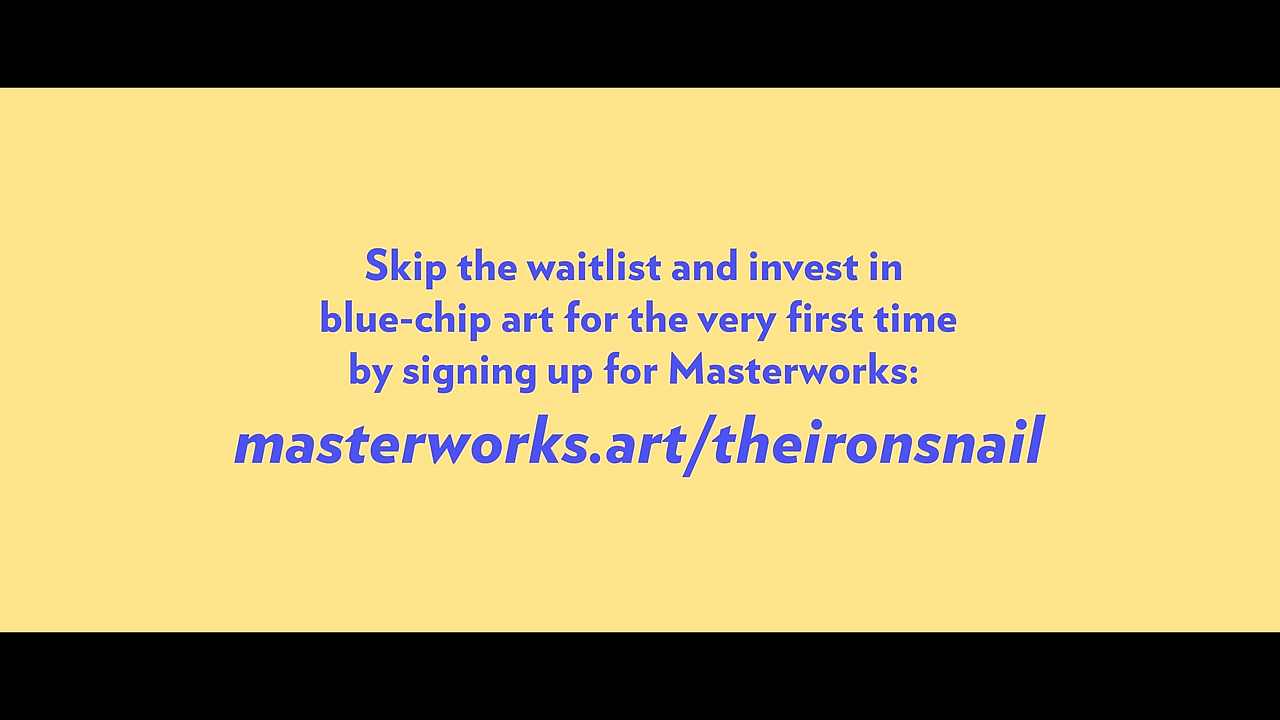 Skip the waitlist and invest in
blue-chip art for the very first time
by signing up for Masterworks:
masterworks.art/theironsnail